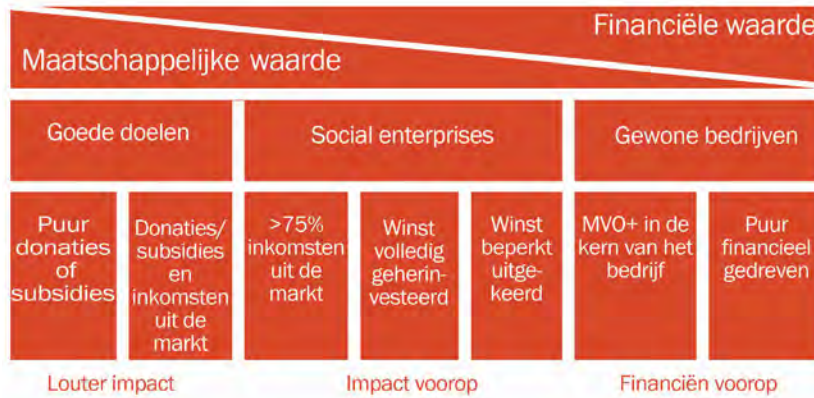 Financiële waarde
Maatschappelijke waarde
Goede doelen
Social enterprises
Gewone bedrijven
Puur
donaties
of
subsidies
Donaties/
subsidies
en
inkomsten
uit de
markt
>75%
inkomsten
uit de
markt
Winst
volledig
geherin-
vesteerd
Winst
beperkt
uitge-
keerd
MVO+ in de
kern van het
bedrijf
Puur
financieel
gedreven
Louter impact
Impact voorop
Financiën voorop